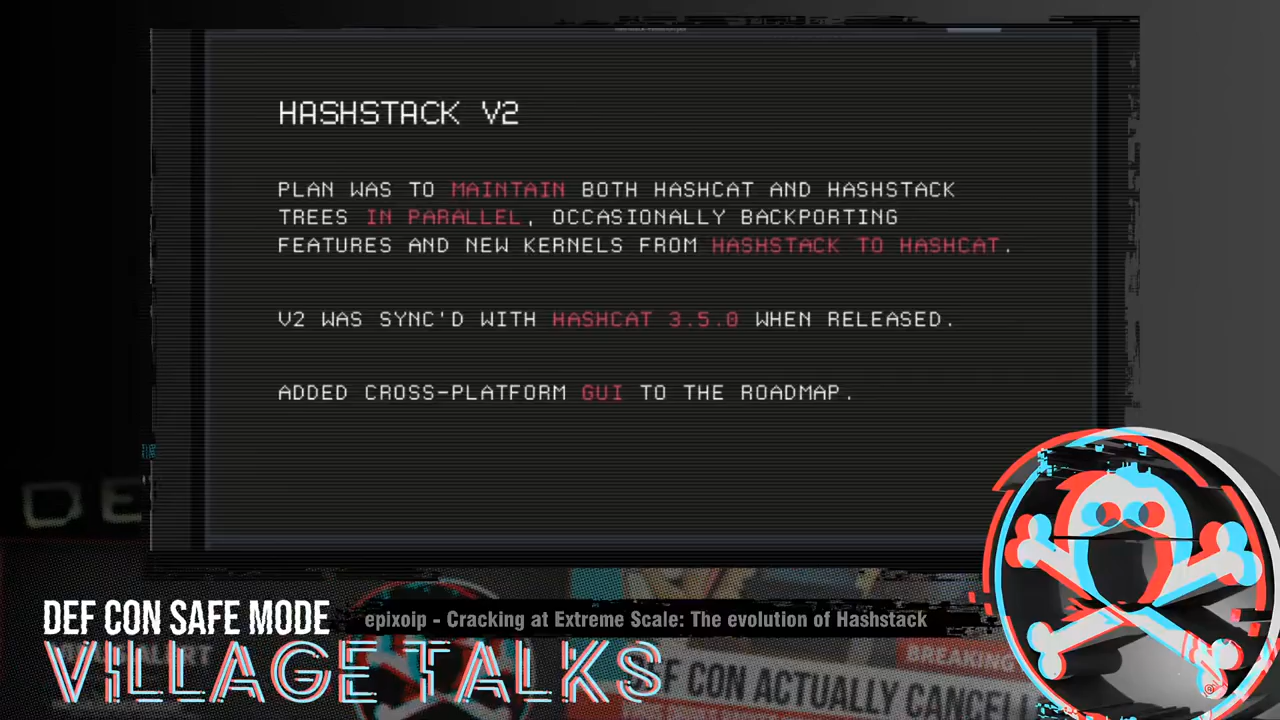 HASHSTACK V2
PLAN WAS TO MAINTAIN BOTH HASHCAT AND HASHSTACK
TREES IN PARALLEL, OCCASIONALLY BACKPORTING
FEATURES AND NEW KERNELS FROM HASHSTACK TO HASHCAT.
V2 WAS SYNC'D WITH HASHCAT 3.5.0 WHEN RELEASED.
ADDED CROSS-PLATFORM GUI TO THE ROADMAP.
DE
DEF CON SAFE MODE
epixoip - Cracking at Extreme Scale: The evolution of Hashstack
VILLAGE TALKS
BREAKING
DEF CON ACTUALLY CANCELL